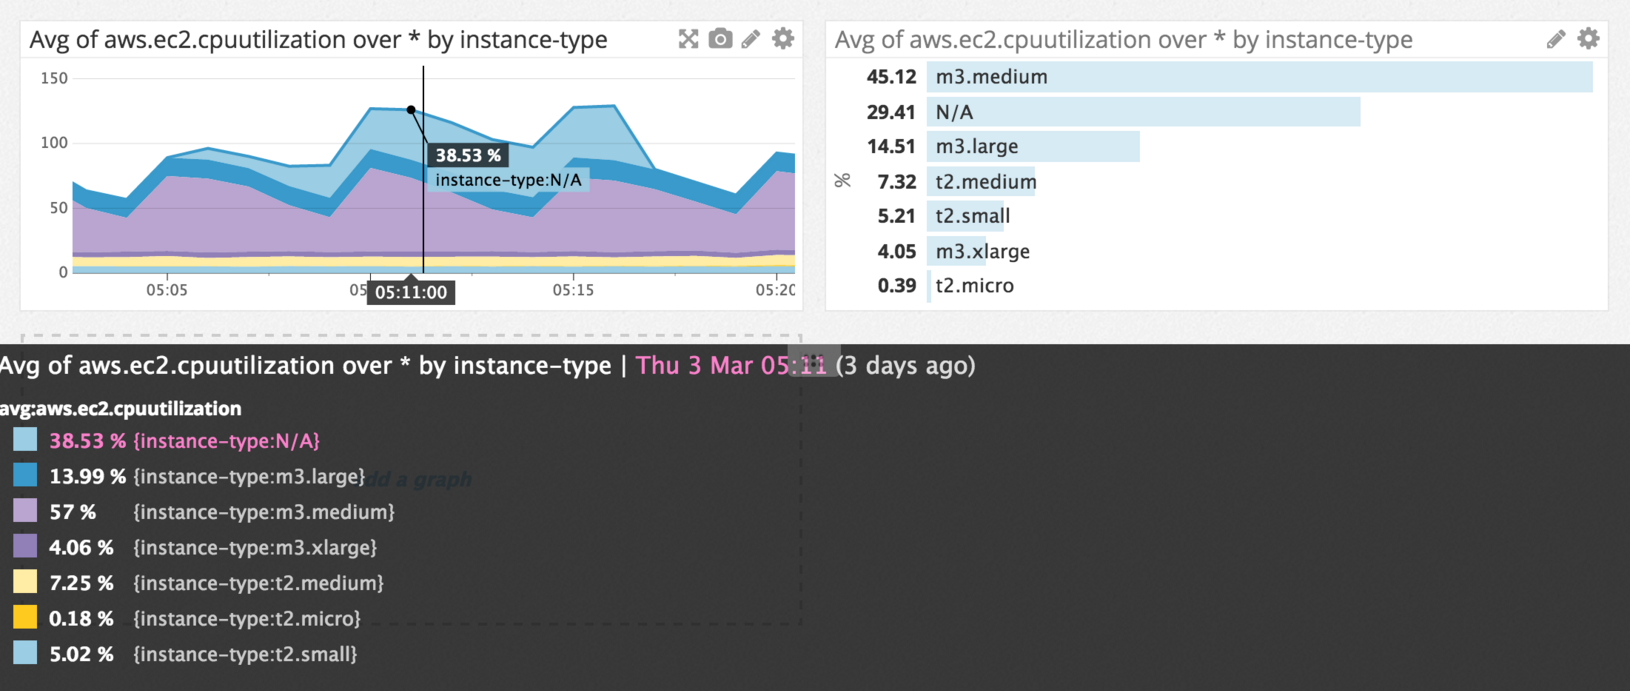 Avg of aws.ec2.cpuutilization over * by instance-type
150
100
50
0
38.53 %
instance-type:N/A
05:05
05
05:11:00
05:15
05:20
Avg of aws.ec2.cpuutilization over * by instance-type
%
45.12 m3.medium
29.41 N/A
14.51 m3.large
7.32 t2.medium
5.21 t2.small
4.05 m3.xlarge
0.39 t2.micro
Avg of aws.ec2.cpuutilization over * by instance-type | Thu 3 Mar 05:11 (3 days ago)
avg:aws.ec2.cpuutilization
38.53 % {instance-type:N/A}
13.99 % {instance-type:m3.large}
dd a graph
57 % {instance-type:m3.medium}
4.06 % {instance-type:m3.xlarge}
7.25 % {instance-type:t2.medium}
0.18 % {instance-type:t2.micro}
5.02 % {instance-type:t2.small}